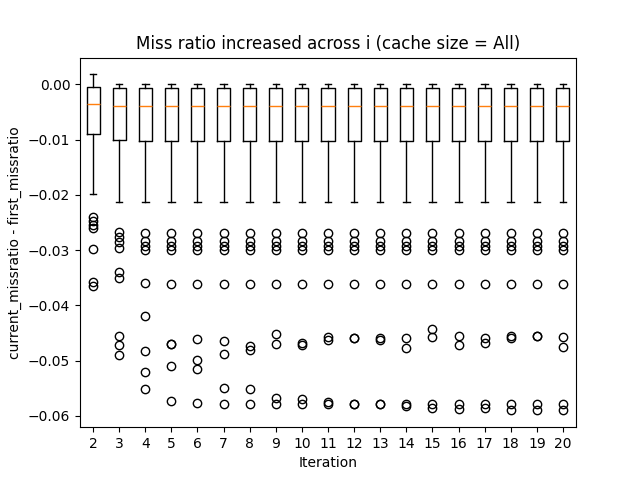 Miss ratio increased across i (cache size = All)
current_missratio - first_missratio
0.00
−0.01
−0.02
−0.03
−0.04
−0.05
−0.06
2 3 4 5 6 7 8 9 10 11 12 13 14 15 16 17 18 19 20
Iteration